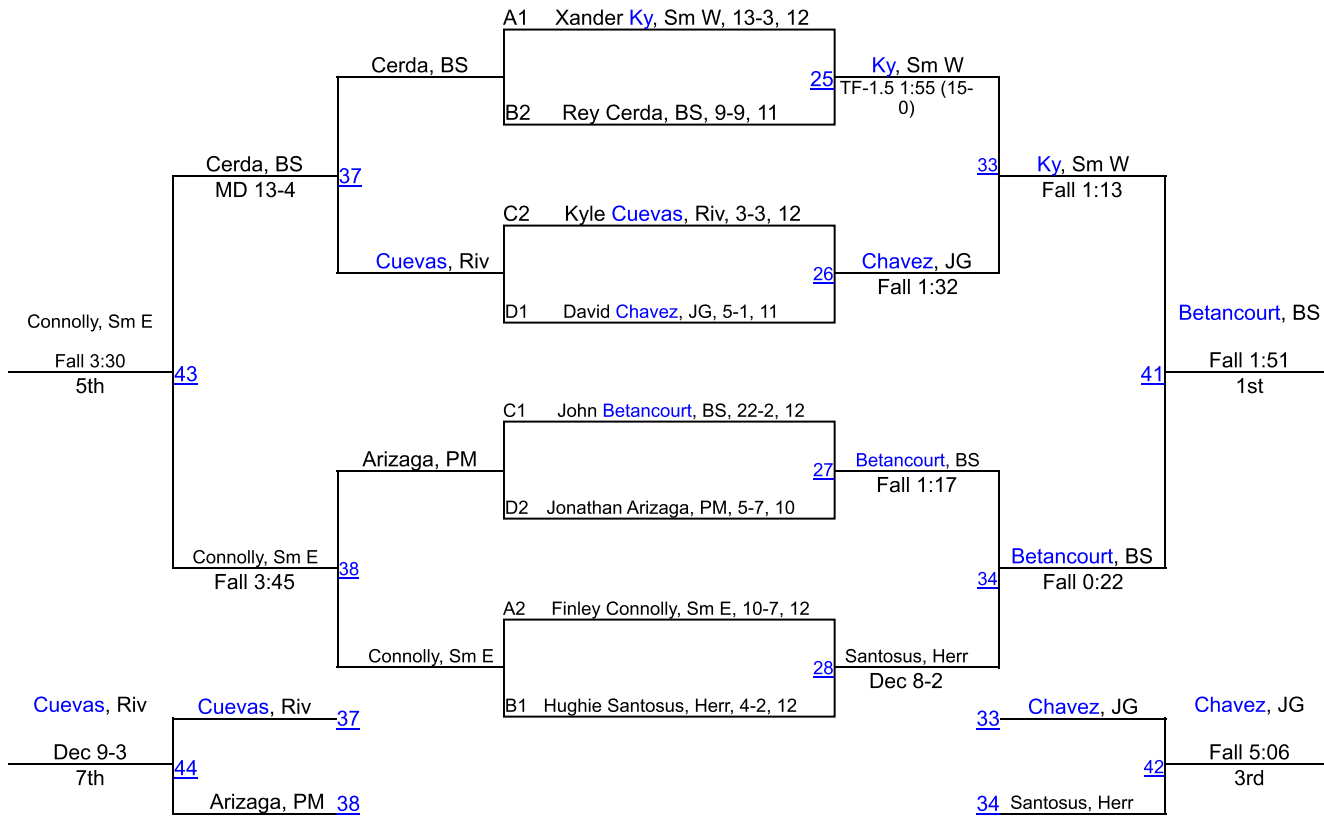 A1 Xander Ky, Sm W, 13-3, 12
Cerda, BS
25
Ky, Sm W
TF-1.5 1:55 (15-
0)
B2 Rey Cerda, BS, 9-9, 11
Cerda, BS
MD 13-4
37
33
Ky, Sm W
Fall 1:13
C2 Kyle Cuevas, Riv, 3-3, 12
Cuevas, Riv
26
Chavez, JG
Fall 1:32
D1 David Chavez, JG, 5-1, 11
Connolly, Sm E
Fall 3:30
5th
43
41
Betancourt, BS
Fall 1:51
1st
C1 John Betancourt, BS, 22-2, 12
Arizaga, PM
27
Betancourt, BS
Fall 1:17
D2 Jonathan Arizaga, PM, 5-7, 10
Connolly, Sm E
Fall 3:45
38
34
Betancourt, BS
Fall 0:22
A2 Finley Connolly, Sm E, 10-7, 12
Connolly, Sm E
28
Santosus, Herr
Dec 8-2
B1 Hughie Santosus, Herr, 4-2, 12
Cuevas, Riv
Cuevas, Riv 37
Dec 9-3
7th
44
Arizaga, PM 38
33 Chavez, JG
Chavez, JG
42
Fall 5:06
3rd
34 Santosus, Herr